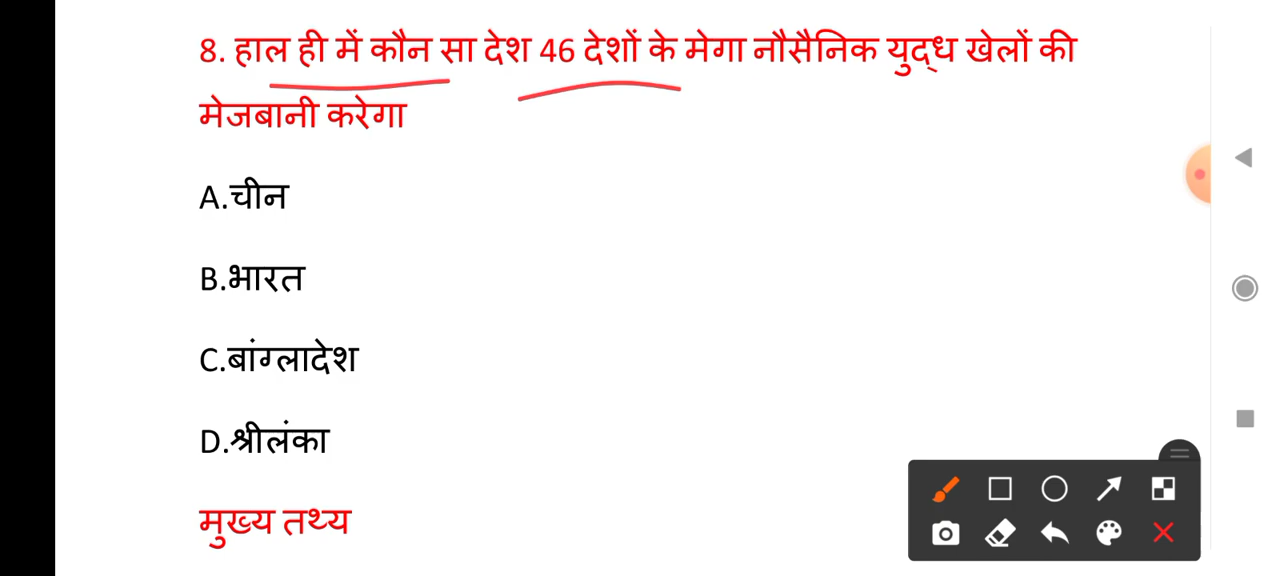 8. हाल ही में कौन सा देश 46 देशों के मेगा नौसैनिक युद्ध खेलों की
मेजबानी करेगा
A.चीन
B.भारत
C.बांग्लादेश
D.श्रीलंका
मुख्य तथ्य